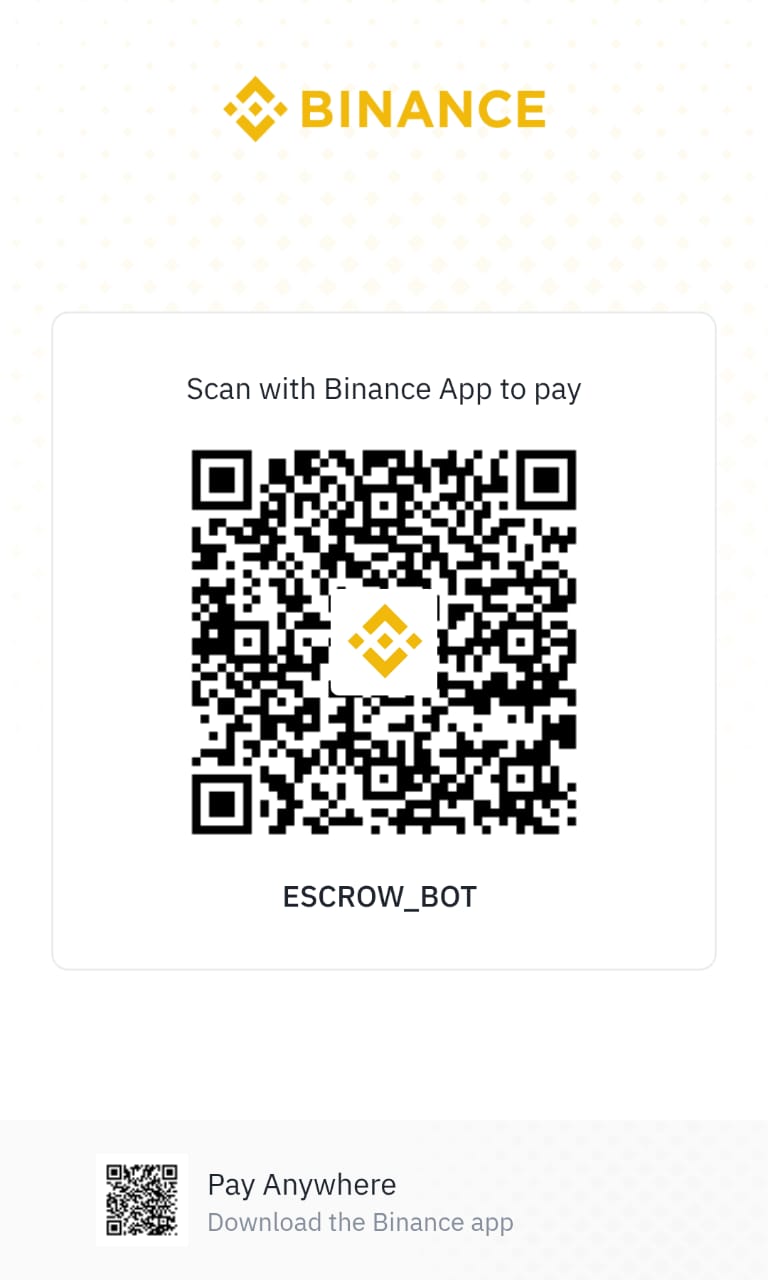 BINANCE
Scan with Binance App to pay
ESCROW_BOT
Pay Anywhere
Download the Binance app